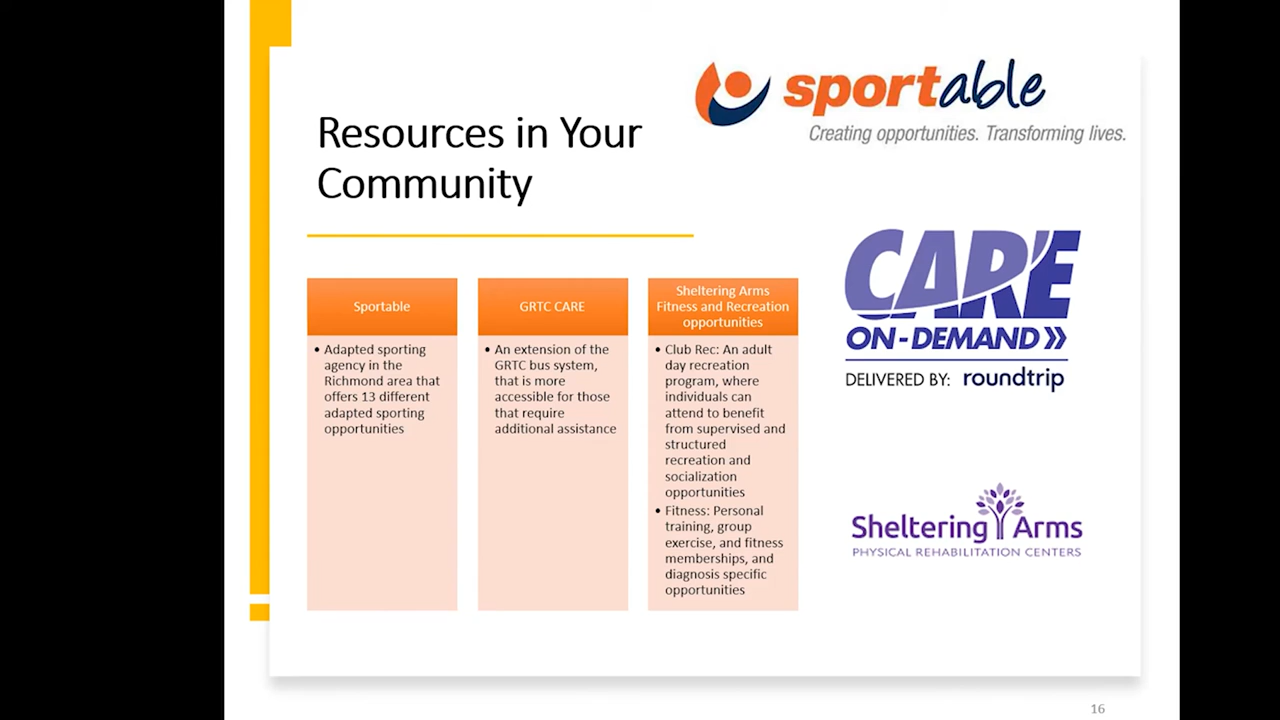 sportable
Creating opportunities. Transforming lives.
Resources in Your
Community
CARE
ON-DEMAND
DELIVERED BY: roundtrip
Sportable
• Adapted sporting
agency in the
Richmond area that
offers 13 different
adapted sporting
opportunities
GRTC CARE
• An extension of the
GRTC bus system,
that is more
accessible for those
that require
additional assistance
Sheltering Arms
Fitness and Recreation
opportunities
• Club Rec: An adult
day recreation
program, where
individuals can
attend to benefit
from supervised and
structured
recreation and
socialization
opportunities
• Fitness: Personal
training, group
exercise, and fitness
memberships, and
diagnosis specific
opportunities
Sheltering Arms
PHYSICAL REHABILITATION CENTERS
16